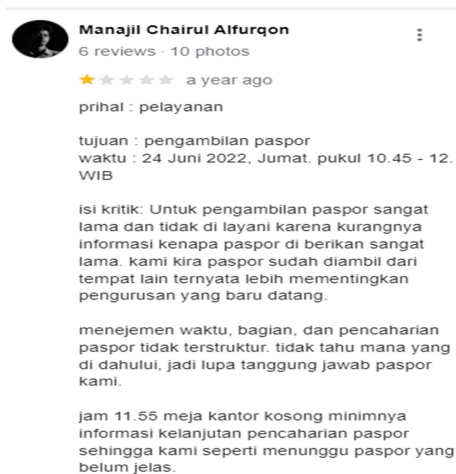 Manajil Chairul Alfurqon
6 reviews · 10 photos
a year ago
prihal : pelayanan
tujuan : pengambilan paspor
waktu : 24 Juni 2022, Jumat. pukul 10.45 - 12.
WIB
isi kritik: Untuk pengambilan paspor sangat
lama dan tidak di layani karena kurangnya
informasi kenapa paspor di berikan sangat
lama. kami kira paspor sudah diambil dari
tempat lain ternyata lebih mementingkan
pengurusan yang baru datang.
menejemen waktu, bagian, dan pencaharian
paspor tidak terstruktur. tidak tahu mana yang
di dahului, jadi lupa tanggung jawab paspor
kami.
jam 11.55 meja kantor kosong minimnya
informasi kelanjutan pencaharian paspor
sehingga kami seperti menunggu paspor yang
belum jelas.